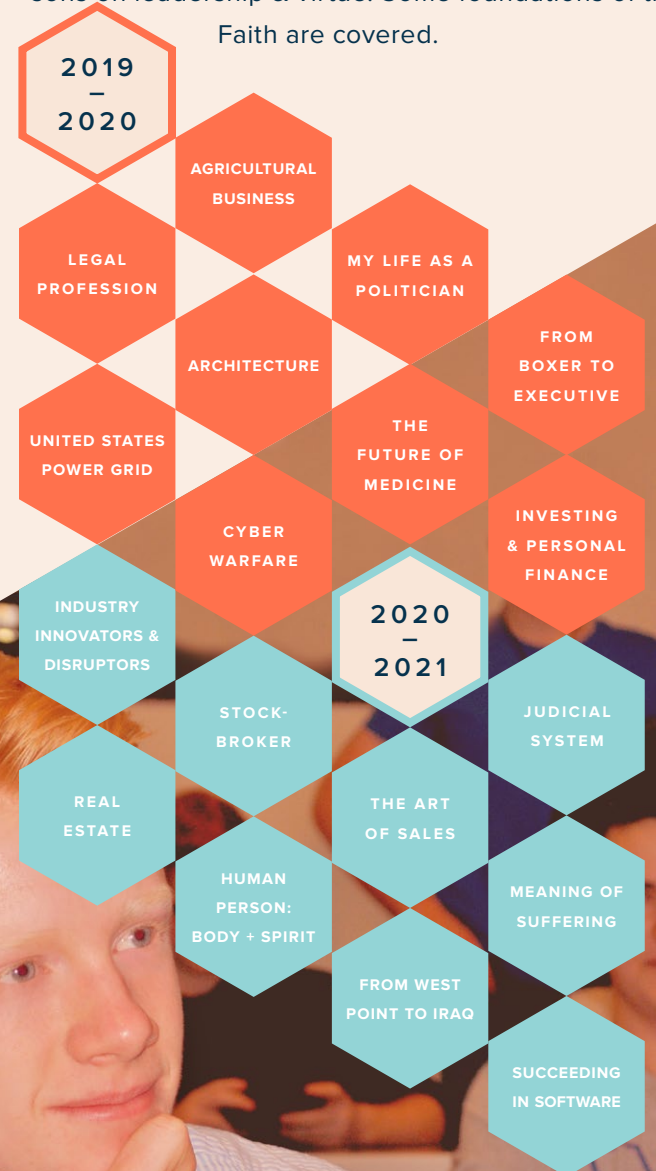 Faith are covered.
2019
–
2020
AGRICULTURAL
BUSINESS
LEGAL
PROFESSION
MY LIFE AS A
POLITICIAN
FROM
BOXER TO
EXECUTIVE
ARCHITECTURE
UNITED STATES
POWER GRID
THE
FUTURE OF
MEDICINE
CYBER
WARFARE
INVESTING
& PERSONAL
FINANCE
INDUSTRY
INNOVATORS &
DISRUPTORS
2020
–
2021
STOCK-
BROKER
JUDICIAL
SYSTEM
REAL
ESTATE
THE ART
OF SALES
HUMAN
PERSON:
BODY + SPIRIT
MEANING OF
SUFFERING
FROM WEST
POINT TO IRAQ
SUCCEEDING
IN SOFTWARE